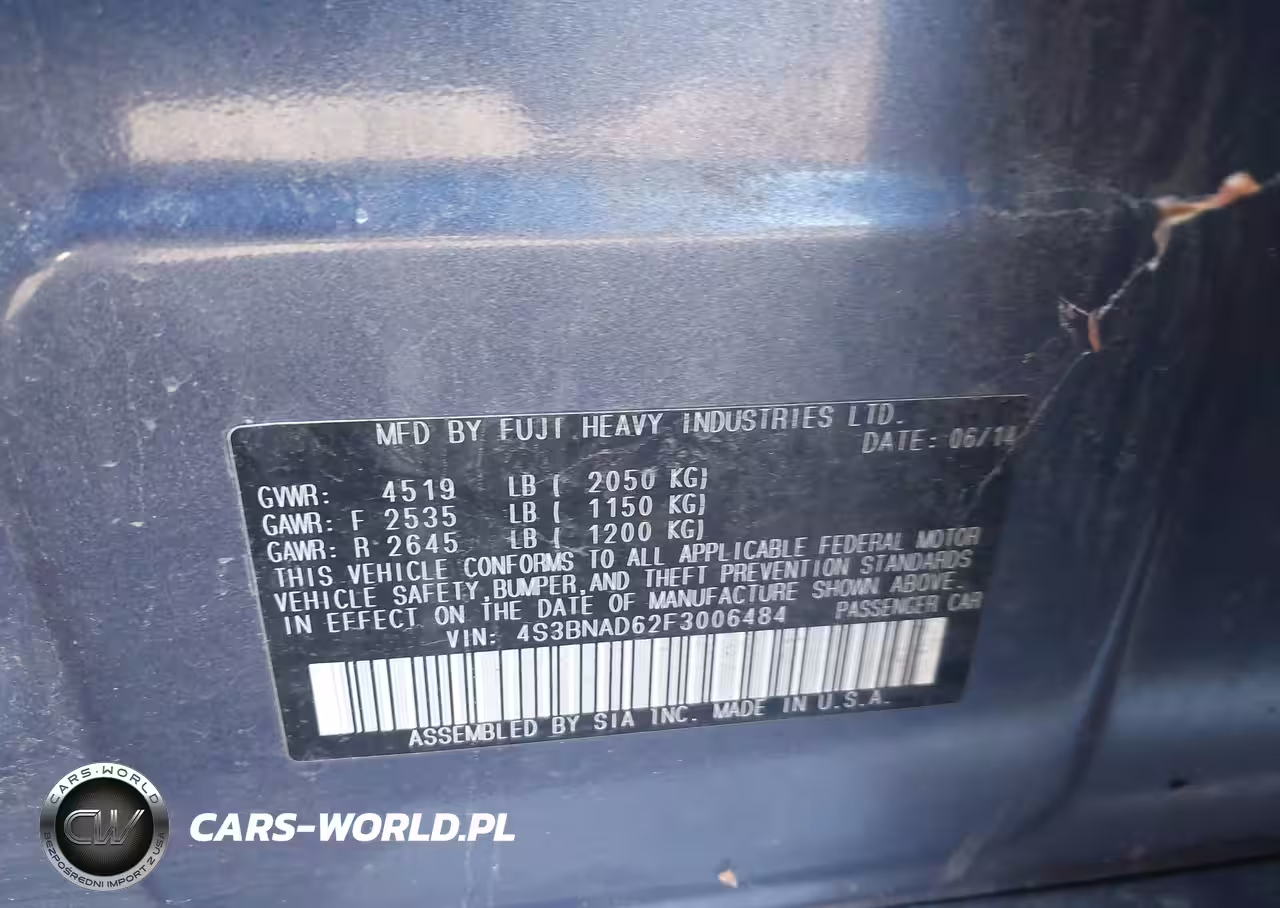 MFD BY FUJI HEAVY INDUSTRIES LTD.
DATE: 06/14
GVWR: 4519 LB ( 2050 KG)
GAWR: F 2535 LB ( 1150 KG)
GAWR: R 2645 LB ( 1200 KG)
THIS VEHICLE CONFORMS TO ALL APPLICABLE FEDERAL MOTOR
VEHICLE SAFETY,BUMPER,AND THEFT PREVENTION STANDARDS
IN EFFECT ON THE DATE OF MANUFACTURE SHOWN ABOVE.
VIN: 4S3BNAD62F3006484 PASSENGER CAR
ASSEMBLED BY SIA INC. MADE IN U.S.A.
CARS-WORLD
CW
BEZPOŚREDNI IMPORT Z USA
CARS-WORLD.PL